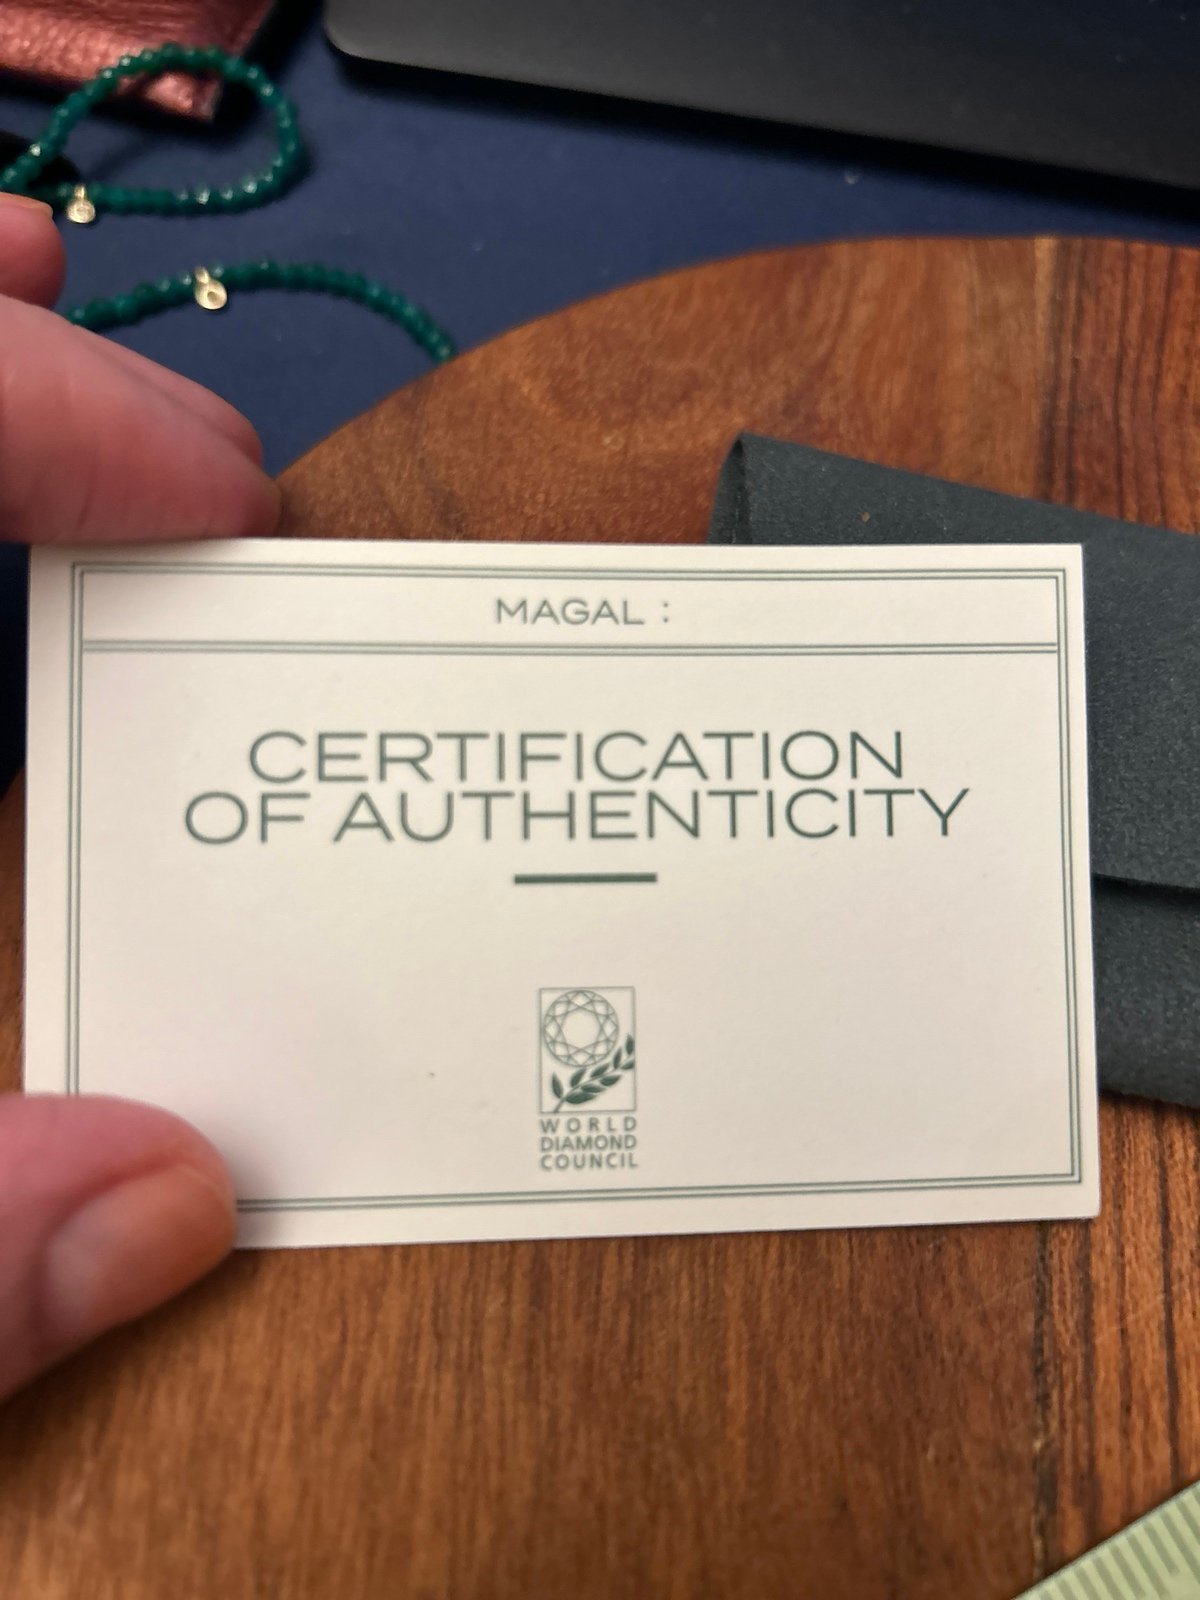 MAGAL :
CERTIFICATION
OF AUTHENTICITY
WORLD
DIAMOND
COUNCIL